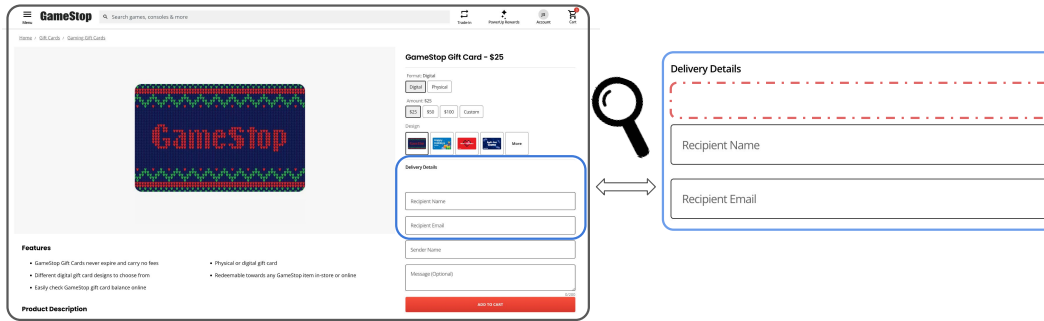 GameStop
Search games, consoles & more
Menu
Trade-In
PowerUp Rewards
JB
Account
Cart
Home / Gift Cards / Gaming Gift Cards
GameStop
GameStop Gift Card - $25
Format: Digital
Digital
Physical
Amount: $25
$25
$50
$100
Custom
Design:
More
Delivery Details
Recipient Name
Recipient Email
Sender Name
Message (Optional)
ADD TO CART
Features
• GameStop Gift Cards never expire and carry no fees
• Different digital gift card designs to choose from
• Easily check GameStop gift card balance online
• Physical or digital gift card
• Redeemable towards any GameStop item in-store or online
Product Description
Delivery Details
Recipient Name
Recipient Email